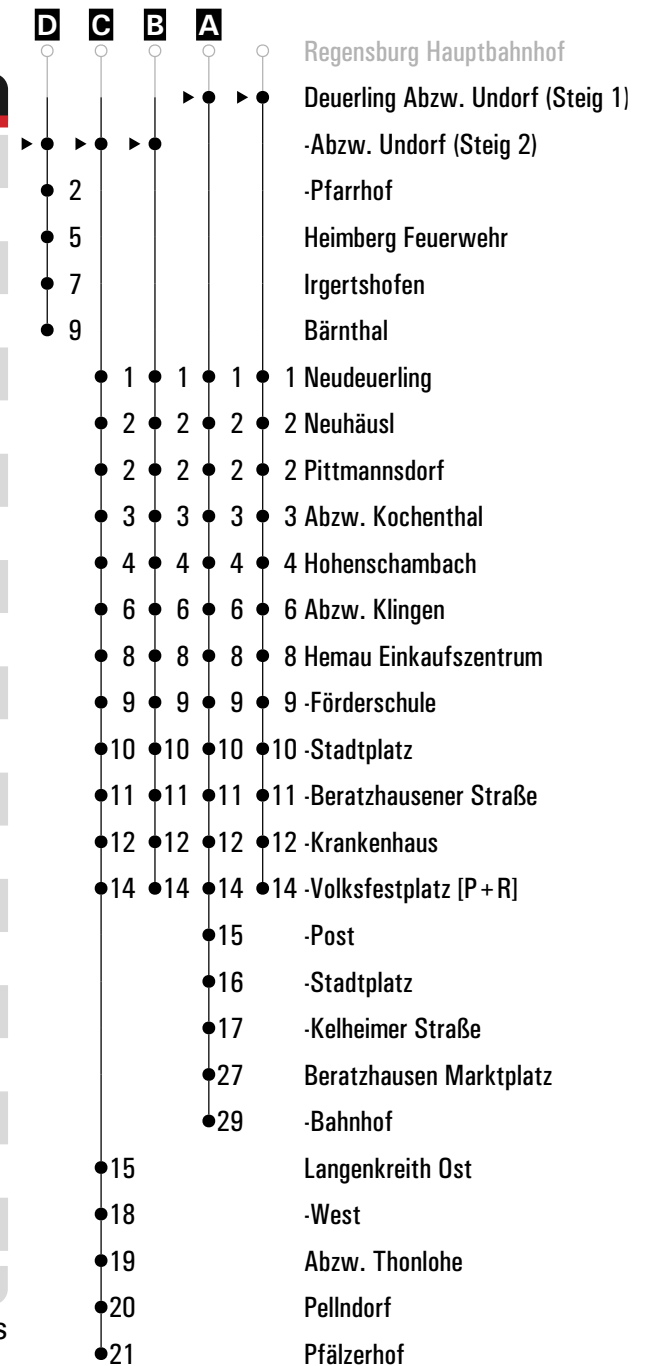 D C B A
Regensburg Hauptbahnhof
Deuerling Abzw. Undorf (Steig 1)
-Abzw. Undorf (Steig 2)
2 -Pfarrhof
5 Heimberg Feuerwehr
7 Irgertshofen
9 Bärnthal
1 1 1 1 Neudeuerling
2 2 2 2 Neuhäusl
2 2 2 2 Pittmannsdorf
3 3 3 3 Abzw. Kochenthal
4 4 4 4 Hohenschambach
6 6 6 6 Abzw. Klingen
8 8 8 8 Hemau Einkaufszentrum
9 9 9 9 -Förderschule
10 10 10 10 -Stadtplatz
11 11 11 11 -Beratzhausener Straße
12 12 12 12 -Krankenhaus
14 14 14 14 -Volksfestplatz [P+R]
15 -Post
16 -Stadtplatz
17 -Kelheimer Straße
27 Beratzhausen Marktplatz
29 -Bahnhof
15 Langenkreith Ost
18 -West
19 Abzw. Thonlohe
20 Pellndorf
s
21 Pfälzerhof